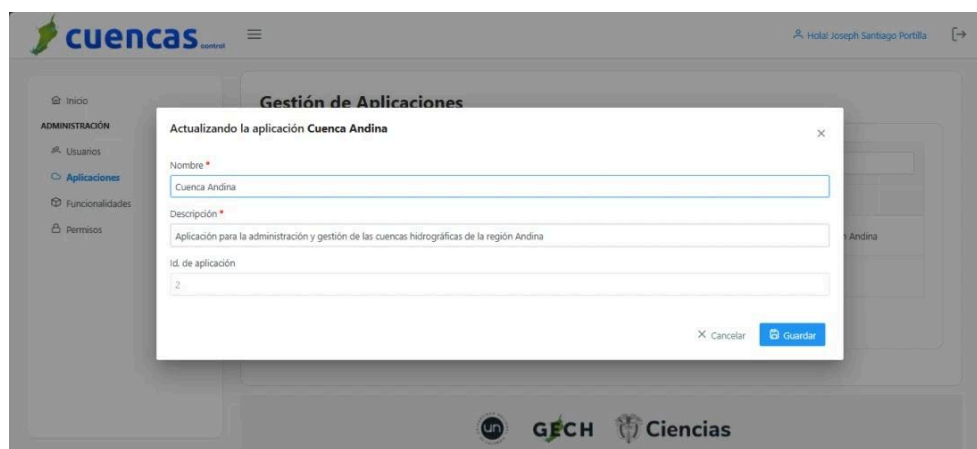 cuencas control
Hola! Joseph Santiago Portilla
Inicio
Gestión de Aplicaciones
ADMINISTRACIÓN
Usuarios
Aplicaciones
Funcionalidades
Permisos
Actualizando la aplicación Cuenca Andina
Nombre *
Cuenca Andina
Descripción *
Aplicación para la administración y gestión de las cuencas hidrográficas de la región Andina
n Andina
Id. de aplicación
2
Cancelar
Guardar
un
GECH
Ciencias